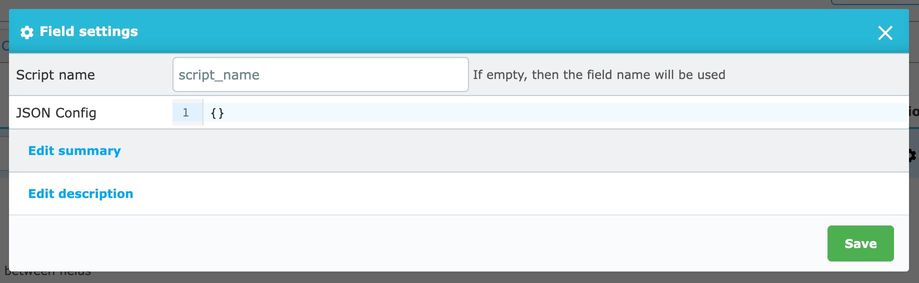 Field settings
Script name script_name If empty, then the field name will be used
JSON Config 1 {}
Edit summary
Edit description
Save
between fields